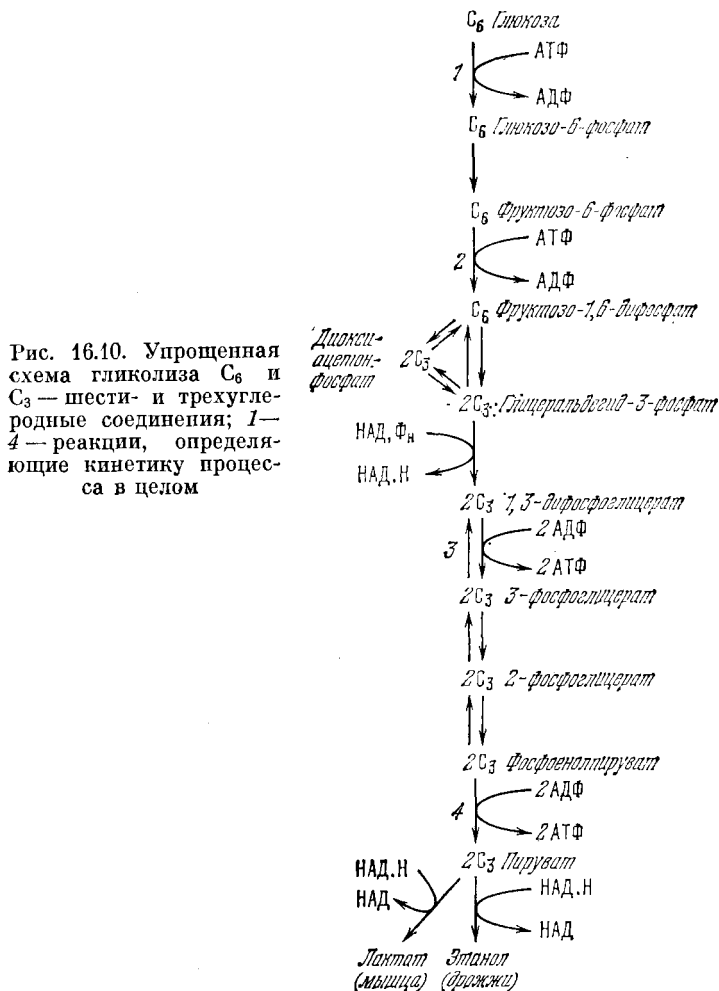 C6 Глюкоза
АТФ
1
АДФ
C6 Глюкозо-6-фосфат
C6 Фруктозо-6-фосфат
АТФ
2
АДФ
C6 Фруктозо-1,6-дифосфат
Диокси-
ацетон-
фосфат
2C3
2C3 Глицеральдегид-3-фосфат
НАД, Фн
НАД.Н
2C3 1,3-дифосфоглицерат
2АДФ
3
2АТФ
2C3 3-фосфоглицерат
2C3 2-фосфоглицерат
2C3 Фосфоенолпируват
2АДФ
4
2АТФ
2C3 Пируват
НАД.Н
НАД
НАД.Н
НАД
Лактат
(мышца)
Этанол
(дрожжи)
Рис. 16.10. Упрощенная
схема гликолиза C6 и
C3 — шести- и трехугле-
родные соединения; 1—
4 — реакции, определя-
ющие кинетику процес-
са в целом